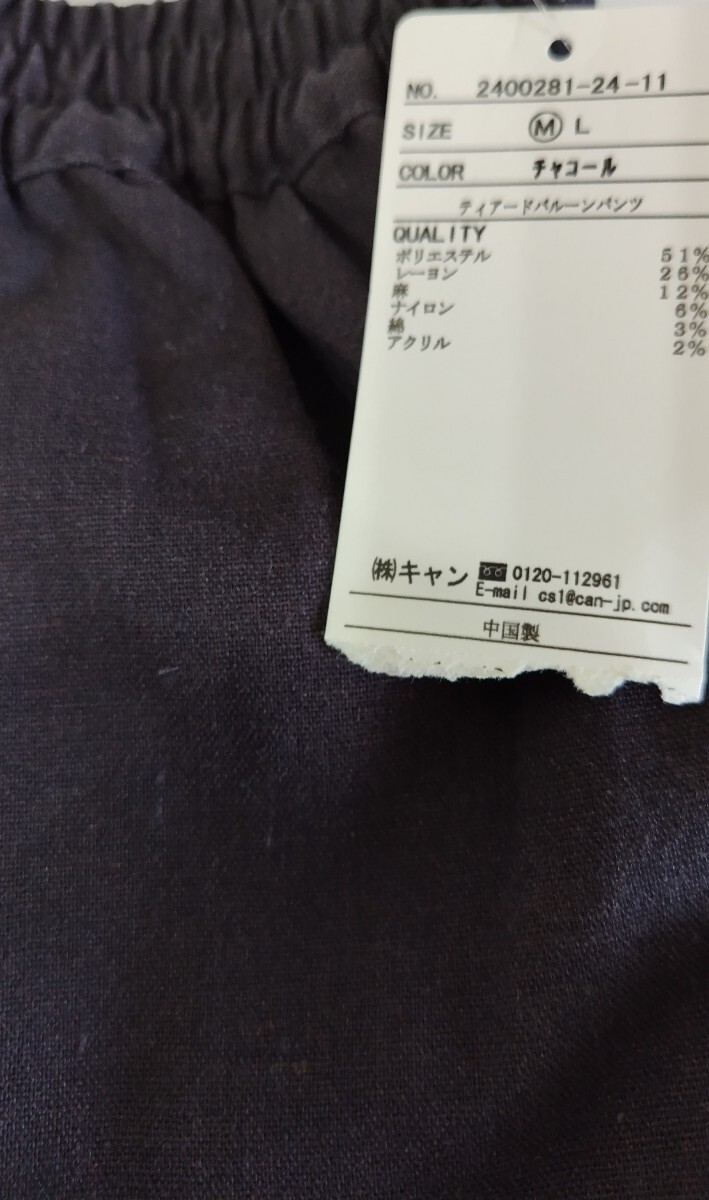 NO. 2400281-24-11
SIZE Ⓜ L
COLOR チャコール
ティアードバルーンパンツ
QUALITY
ポリエステル 51%
レーヨン 26%
麻 12%
ナイロン 6%
綿 3%
アクリル 2%
㈱キャン 0120-112961
E-mail cs1@can-jp.com
中国製